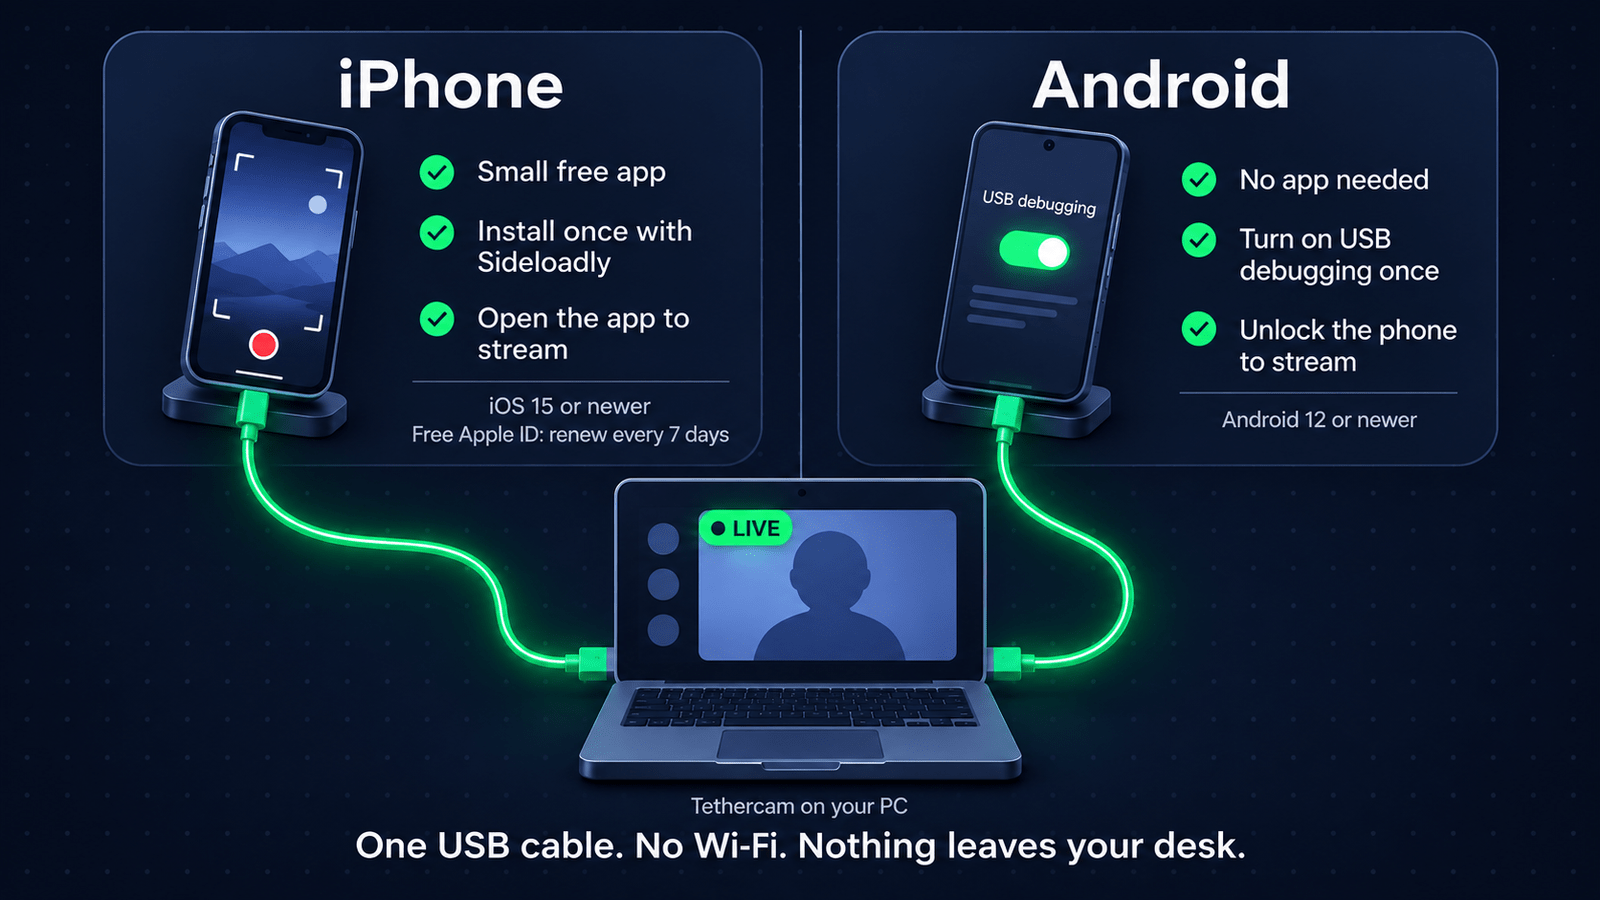 iPhone
Small free app
Install once with
Sideloadly
Open the app to
stream
iOS 15 or newer
Free Apple ID: renew every 7 days
Android
USB debugging
No app needed
Turn on USB
debugging once
Unlock the phone
to stream
Android 12 or newer
LIVE
Tethercam on your PC
One USB cable. No Wi-Fi. Nothing leaves your desk.